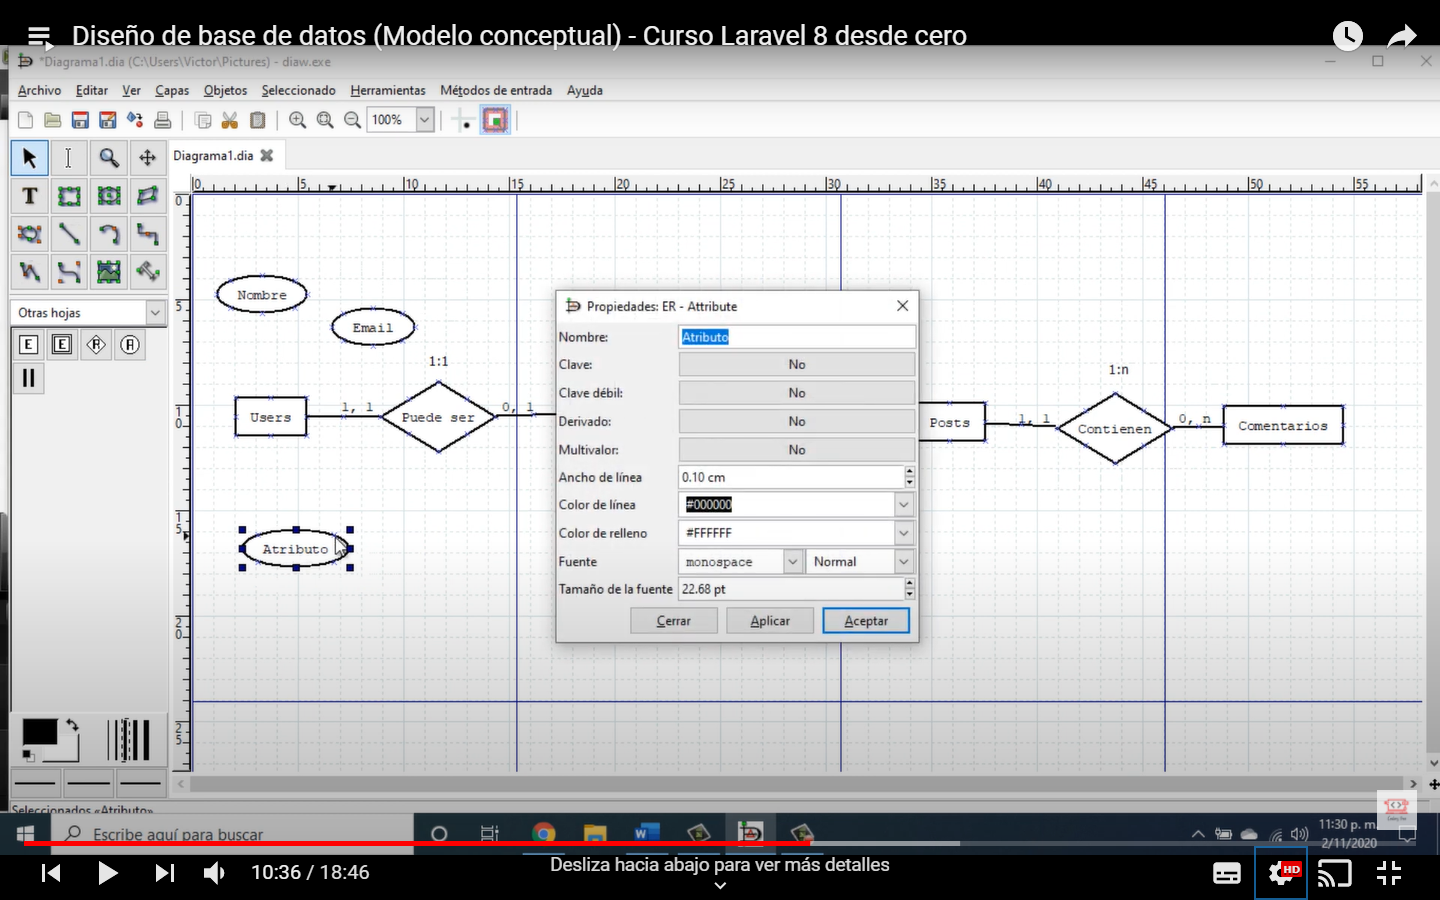 Diseño de base de datos (Modelo conceptual) - Curso Laravel 8 desde cero
*Diagrama1.dia (C:\Users\Victor\Pictures) - diaw.exe
Archivo Editar Ver Capas Objetos Seleccionado Herramientas Métodos de entrada Ayuda
100%
Diagrama1.dia
0 5 10 15 20 25 30 35 40 45 50 55
0
5
10
15
20
25
T
Otras hojas
E E R A
Nombre
Email
1:1
Users 1, 1 Puede ser 0, 1
Atributo
1:n
Posts 1, 1 Contienen 0, n Comentarios
Propiedades: ER - Attribute
Nombre: Atributo
Clave: No
Clave débil: No
Derivado: No
Multivalor: No
Ancho de línea 0.10 cm
Color de línea #000000
Color de relleno #FFFFFF
Fuente monospace Normal
Tamaño de la fuente 22.68 pt
Cerrar Aplicar Aceptar
Seleccionados «Atributo»
Escribe aquí para buscar
11:30 p. m.
2/11/2020
10:36 / 18:46
Desliza hacia abajo para ver más detalles
HD